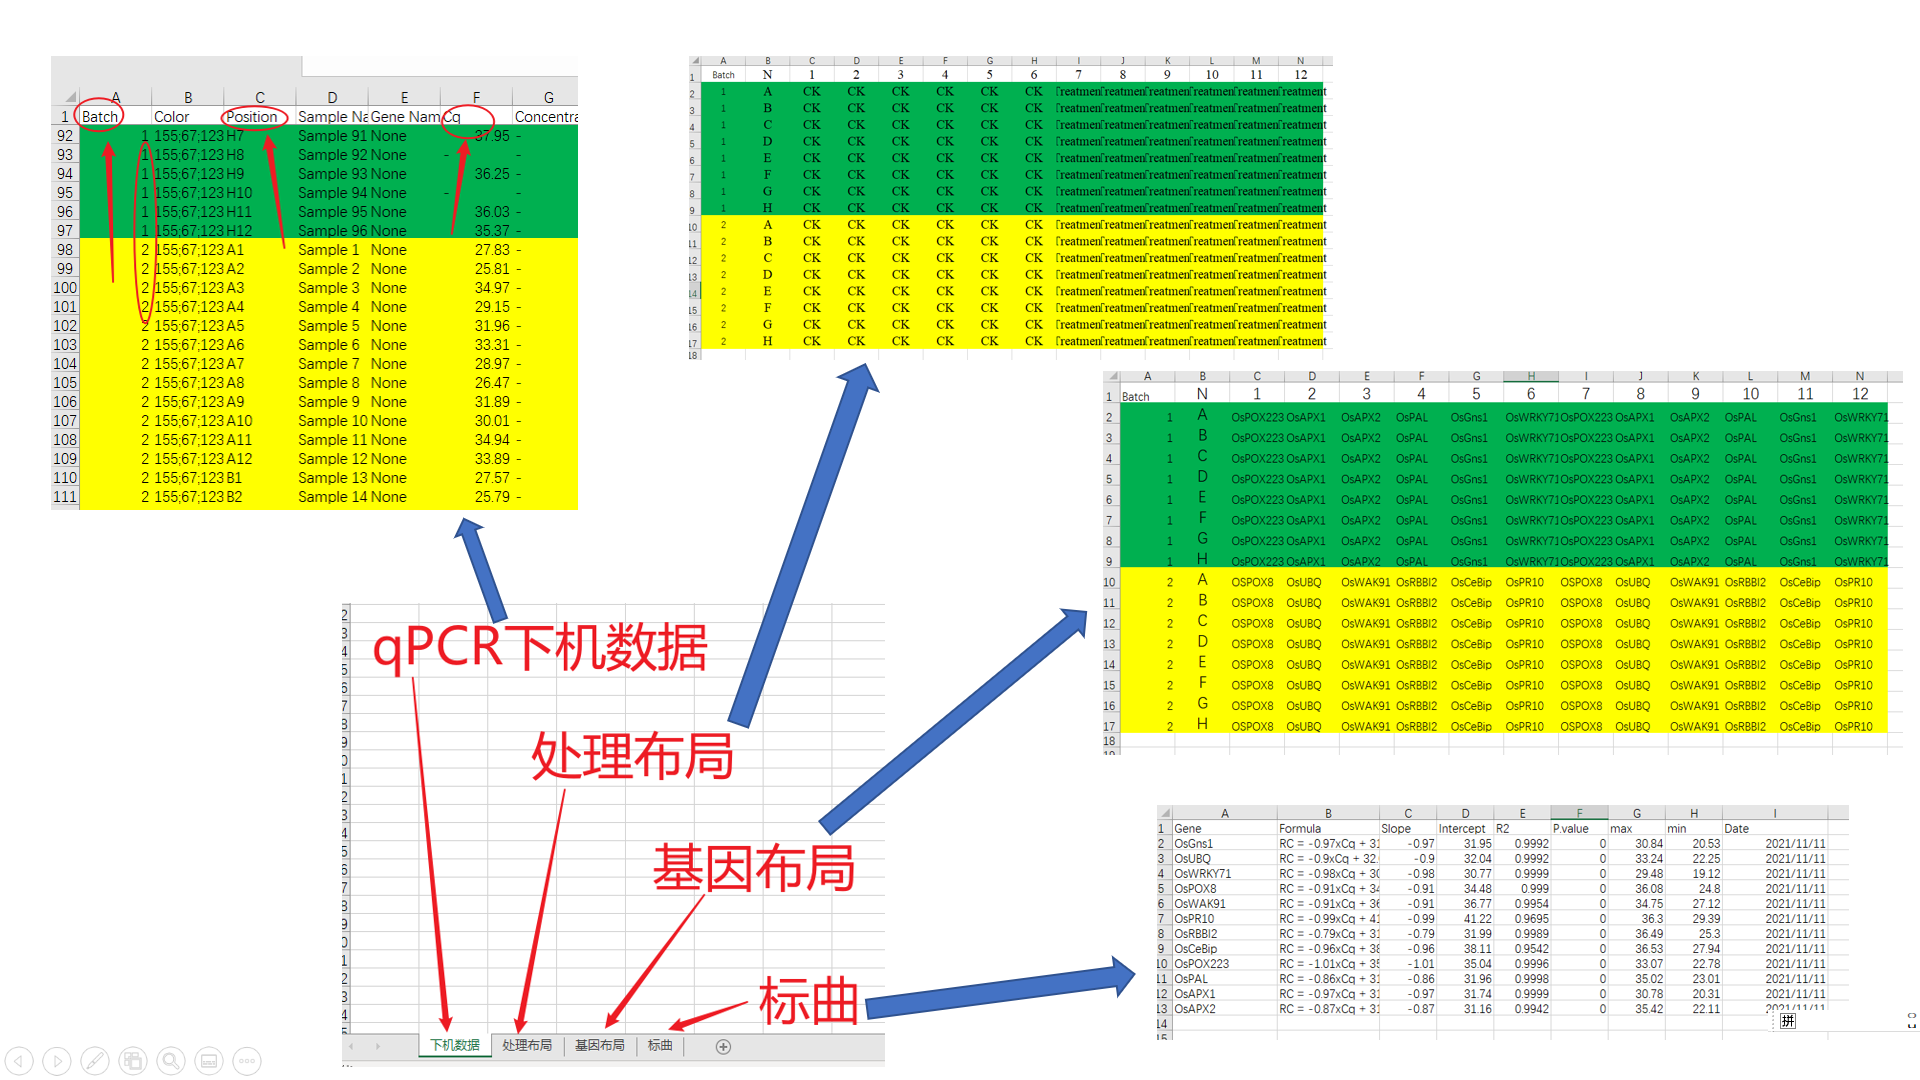 A B C D E F G
1 Batch Color Position Sample Na Gene Nam Cq Concentra
92 1 155;67;123 H7 Sample 91 None 37.95 -
93 1 155;67;123 H8 Sample 92 None - -
94 1 155;67;123 H9 Sample 93 None 36.25 -
95 1 155;67;123 H10 Sample 94 None - -
96 1 155;67;123 H11 Sample 95 None 36.03 -
97 1 155;67;123 H12 Sample 96 None 35.37 -
98 2 155;67;123 A1 Sample 1 None 27.83 -
99 2 155;67;123 A2 Sample 2 None 25.81 -
100 2 155;67;123 A3 Sample 3 None 34.97 -
101 2 155;67;123 A4 Sample 4 None 29.15 -
102 2 155;67;123 A5 Sample 5 None 31.96 -
103 2 155;67;123 A6 Sample 6 None 33.31 -
104 2 155;67;123 A7 Sample 7 None 28.97 -
105 2 155;67;123 A8 Sample 8 None 26.47 -
106 2 155;67;123 A9 Sample 9 None 31.89 -
107 2 155;67;123 A10 Sample 10 None 30.01 -
108 2 155;67;123 A11 Sample 11 None 34.94 -
109 2 155;67;123 A12 Sample 12 None 33.89 -
110 2 155;67;123 B1 Sample 13 None 27.57 -
111 2 155;67;123 B2 Sample 14 None 25.79 -
A B C D E F G H I J K L M N
1 Batch N 1 2 3 4 5 6 7 8 9 10 11 12
2 1 A CK CK CK CK CK CK Treatmen Treatmen Treatmen Treatmen Treatmen Treatment
3 1 B CK CK CK CK CK CK Treatmen Treatmen Treatmen Treatmen Treatmen Treatment
4 1 C CK CK CK CK CK CK Treatmen Treatmen Treatmen Treatmen Treatmen Treatment
5 1 D CK CK CK CK CK CK Treatmen Treatmen Treatmen Treatmen Treatmen Treatment
6 1 E CK CK CK CK CK CK Treatmen Treatmen Treatmen Treatmen Treatmen Treatment
7 1 F CK CK CK CK CK CK Treatmen Treatmen Treatmen Treatmen Treatmen Treatment
8 1 G CK CK CK CK CK CK Treatmen Treatmen Treatmen Treatmen Treatmen Treatment
9 1 H CK CK CK CK CK CK Treatmen Treatmen Treatmen Treatmen Treatmen Treatment
10 2 A CK CK CK CK CK CK Treatmen Treatmen Treatmen Treatmen Treatmen Treatment
11 2 B CK CK CK CK CK CK Treatmen Treatmen Treatmen Treatmen Treatmen Treatment
12 2 C CK CK CK CK CK CK Treatmen Treatmen Treatmen Treatmen Treatmen Treatment
13 2 D CK CK CK CK CK CK Treatmen Treatmen Treatmen Treatmen Treatmen Treatment
14 2 E CK CK CK CK CK CK Treatmen Treatmen Treatmen Treatmen Treatmen Treatment
15 2 F CK CK CK CK CK CK Treatmen Treatmen Treatmen Treatmen Treatmen Treatment
16 2 G CK CK CK CK CK CK Treatmen Treatmen Treatmen Treatmen Treatmen Treatment
17 2 H CK CK CK CK CK CK Treatmen Treatmen Treatmen Treatmen Treatmen Treatment
18
A B C D E F G H I J K L M N
1 Batch N 1 2 3 4 5 6 7 8 9 10 11 12
2 1 A OsPOX223 OsAPX1 OsAPX2 OsPAL OsGns1 OsWRKY71 OsPOX223 OsAPX1 OsAPX2 OsPAL OsGns1 OsWRKY71
3 1 B OsPOX223 OsAPX1 OsAPX2 OsPAL OsGns1 OsWRKY71 OsPOX223 OsAPX1 OsAPX2 OsPAL OsGns1 OsWRKY71
4 1 C OsPOX223 OsAPX1 OsAPX2 OsPAL OsGns1 OsWRKY71 OsPOX223 OsAPX1 OsAPX2 OsPAL OsGns1 OsWRKY71
5 1 D OsPOX223 OsAPX1 OsAPX2 OsPAL OsGns1 OsWRKY71 OsPOX223 OsAPX1 OsAPX2 OsPAL OsGns1 OsWRKY71
6 1 E OsPOX223 OsAPX1 OsAPX2 OsPAL OsGns1 OsWRKY71 OsPOX223 OsAPX1 OsAPX2 OsPAL OsGns1 OsWRKY71
7 1 F OsPOX223 OsAPX1 OsAPX2 OsPAL OsGns1 OsWRKY71 OsPOX223 OsAPX1 OsAPX2 OsPAL OsGns1 OsWRKY71
8 1 G OsPOX223 OsAPX1 OsAPX2 OsPAL OsGns1 OsWRKY71 OsPOX223 OsAPX1 OsAPX2 OsPAL OsGns1 OsWRKY71
9 1 H OsPOX223 OsAPX1 OsAPX2 OsPAL OsGns1 OsWRKY71 OsPOX223 OsAPX1 OsAPX2 OsPAL OsGns1 OsWRKY71
10 2 A OSPOX8 OsUBQ OsWAK91 OsRBBI2 OsCeBip OsPR10 OSPOX8 OsUBQ OsWAK91 OsRBBI2 OsCeBip OsPR10
11 2 B OSPOX8 OsUBQ OsWAK91 OsRBBI2 OsCeBip OsPR10 OSPOX8 OsUBQ OsWAK91 OsRBBI2 OsCeBip OsPR10
12 2 C OSPOX8 OsUBQ OsWAK91 OsRBBI2 OsCeBip OsPR10 OSPOX8 OsUBQ OsWAK91 OsRBBI2 OsCeBip OsPR10
13 2 D OSPOX8 OsUBQ OsWAK91 OsRBBI2 OsCeBip OsPR10 OSPOX8 OsUBQ OsWAK91 OsRBBI2 OsCeBip OsPR10
14 2 E OSPOX8 OsUBQ OsWAK91 OsRBBI2 OsCeBip OsPR10 OSPOX8 OsUBQ OsWAK91 OsRBBI2 OsCeBip OsPR10
15 2 F OSPOX8 OsUBQ OsWAK91 OsRBBI2 OsCeBip OsPR10 OSPOX8 OsUBQ OsWAK91 OsRBBI2 OsCeBip OsPR10
16 2 G OSPOX8 OsUBQ OsWAK91 OsRBBI2 OsCeBip OsPR10 OSPOX8 OsUBQ OsWAK91 OsRBBI2 OsCeBip OsPR10
17 2 H OSPOX8 OsUBQ OsWAK91 OsRBBI2 OsCeBip OsPR10 OSPOX8 OsUBQ OsWAK91 OsRBBI2 OsCeBip OsPR10
18
qPCR下机数据
处理布局
基因布局
标曲
下机数据 处理布局 基因布局 标曲
A B C D E F G H I
1 Gene Formula Slope Intercept R2 P.value max min Date
2 OsGns1 RC = -0.97xCq + 31 -0.97 31.95 0.9992 0 30.84 20.53 2021/11/11
3 OsUBQ RC = -0.9xCq + 32. -0.9 32.04 0.9992 0 33.24 22.25 2021/11/11
4 OsWRKY71 RC = -0.98xCq + 30 -0.98 30.77 0.9999 0 29.48 19.12 2021/11/11
5 OsPOX8 RC = -0.91xCq + 34 -0.91 34.48 0.999 0 36.08 24.8 2021/11/11
6 OsWAK91 RC = -0.91xCq + 36 -0.91 36.77 0.9954 0 34.75 27.12 2021/11/11
7 OsPR10 RC = -0.99xCq + 41 -0.99 41.22 0.9695 0 36.3 29.39 2021/11/11
8 OsRBBI2 RC = -0.79xCq + 31 -0.79 31.99 0.9989 0 36.49 25.3 2021/11/11
9 OsCeBip RC = -0.96xCq + 38 -0.96 38.11 0.9542 0 36.53 27.94 2021/11/11
10 OsPOX223 RC = -1.01xCq + 35 -1.01 35.04 0.9996 0 33.07 22.78 2021/11/11
11 OsPAL RC = -0.86xCq + 31 -0.86 31.96 0.9998 0 35.02 23.01 2021/11/11
12 OsAPX1 RC = -0.97xCq + 31 -0.97 31.74 0.9999 0 30.78 20.31 2021/11/11
13 OsAPX2 RC = -0.87xCq + 31 -0.87 31.16 0.9942 0 35.42 22.11 2021/11/11
14
拼